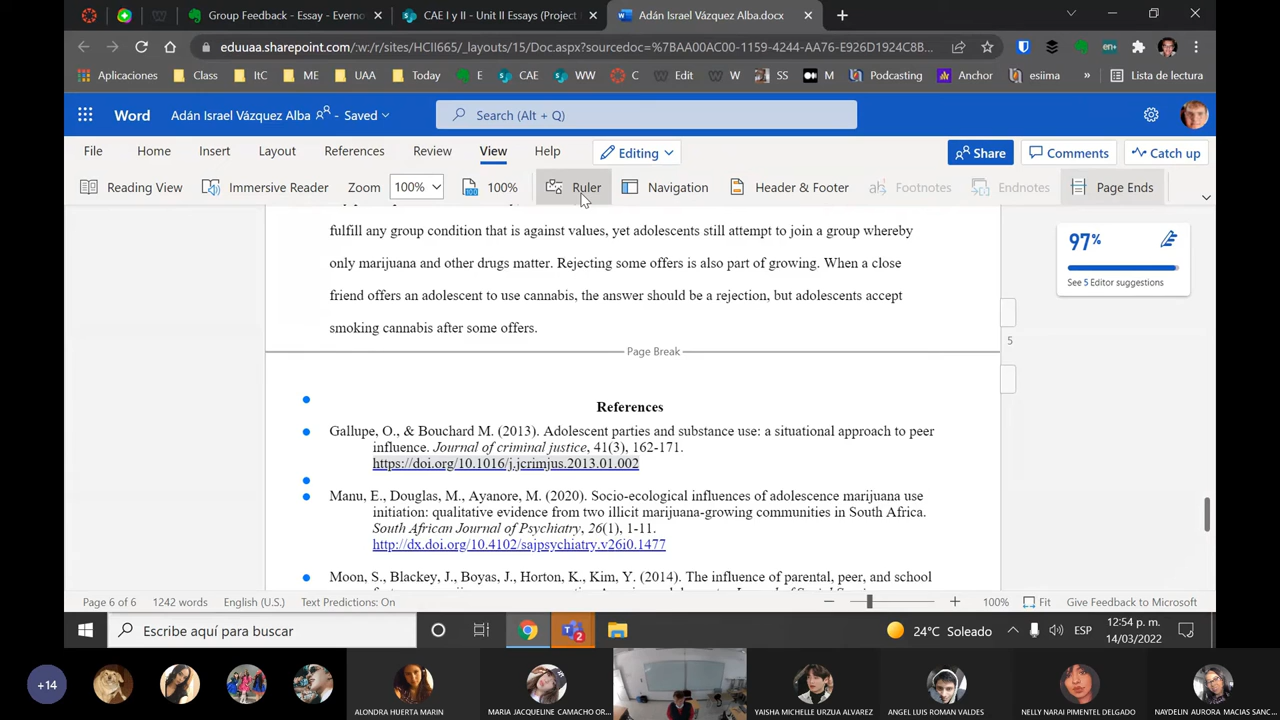 Group Feedback - Essay - Everno
CAE I y II - Unit II Essays (Project
Adán Israel Vázquez Alba.docx
eduuaa.sharepoint.com/:w:/r/sites/HCII665/_layouts/15/Doc.aspx?sourcedoc=%7BAA00AC00-1159-4244-AA76-E926D1924C8B...
Aplicaciones Class ItC ME UAA Today E CAE WW C Edit W SS M Podcasting Anchor esiima » Lista de lectura
Word Adán Israel Vázquez Alba - Saved Search (Alt + Q)
File Home Insert Layout References Review View Help Editing Share Comments Catch up
Reading View Immersive Reader Zoom 100% 100% Ruler Navigation Header & Footer Footnotes Endnotes Page Ends
fulfill any group condition that is against values, yet adolescents still attempt to join a group whereby
only marijuana and other drugs matter. Rejecting some offers is also part of growing. When a close
friend offers an adolescent to use cannabis, the answer should be a rejection, but adolescents accept
smoking cannabis after some offers.
97%
See 5 Editor suggestions
Page Break
5
References
Gallupe, O., & Bouchard M. (2013). Adolescent parties and substance use: a situational approach to peer
influence. Journal of criminal justice, 41(3), 162-171.
https://doi.org/10.1016/j.jcrimjus.2013.01.002
Manu, E., Douglas, M., Ayanore, M. (2020). Socio-ecological influences of adolescence marijuana use
initiation: qualitative evidence from two illicit marijuana-growing communities in South Africa.
South African Journal of Psychiatry, 26(1), 1-11.
http://dx.doi.org/10.4102/sajpsychiatry.v26i0.1477
Moon, S., Blackey, J., Boyas, J., Horton, K., Kim, Y. (2014). The influence of parental, peer, and school
Page 6 of 6 1242 words English (U.S.) Text Predictions: On 100% Fit Give Feedback to Microsoft
Escribe aquí para buscar 2 24°C Soleado ESP 12:54 p. m.
14/03/2022
+14 ALONDRA HUERTA MARIN MARIA JACQUELINE CAMACHO OR... YAISHA MICHELLE URZUA ALVAREZ ANGEL LUIS ROMAN VALDES NELLY NARAI PIMENTEL DELGADO NAYDELIN AURORA MACIAS SANC...